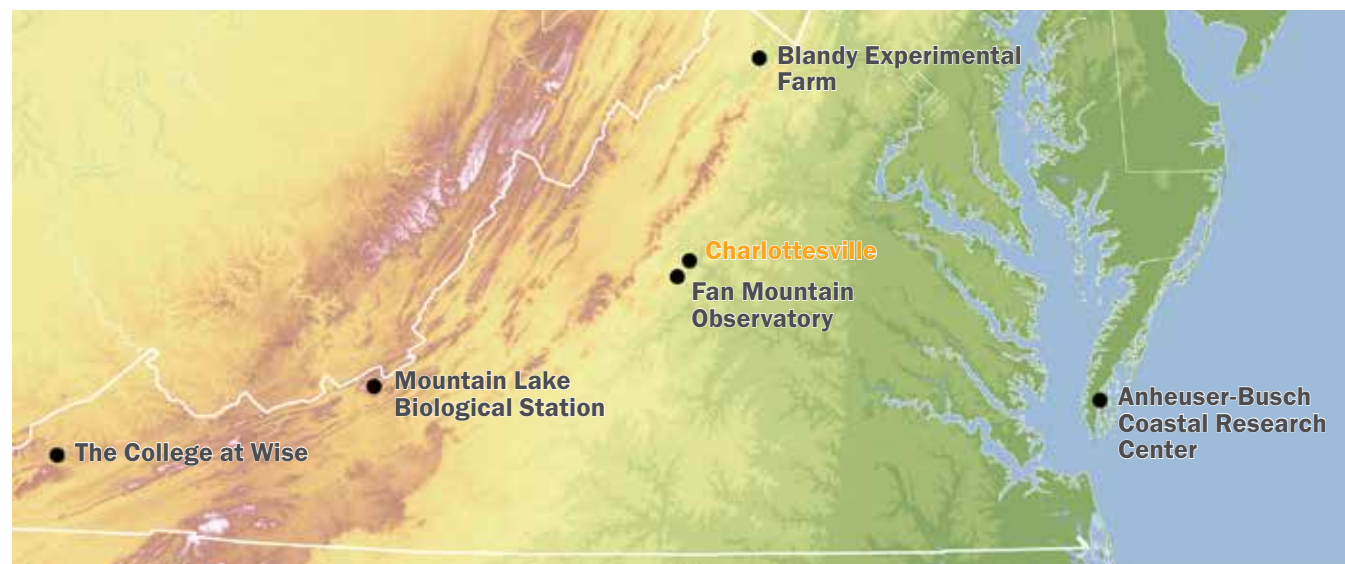 Blandy Experimental
Farm
Charlottesville
Fan Mountain
Observatory
Mountain Lake
Biological Station
Anheuser-Busch
Coastal Research
Center
The College at Wise